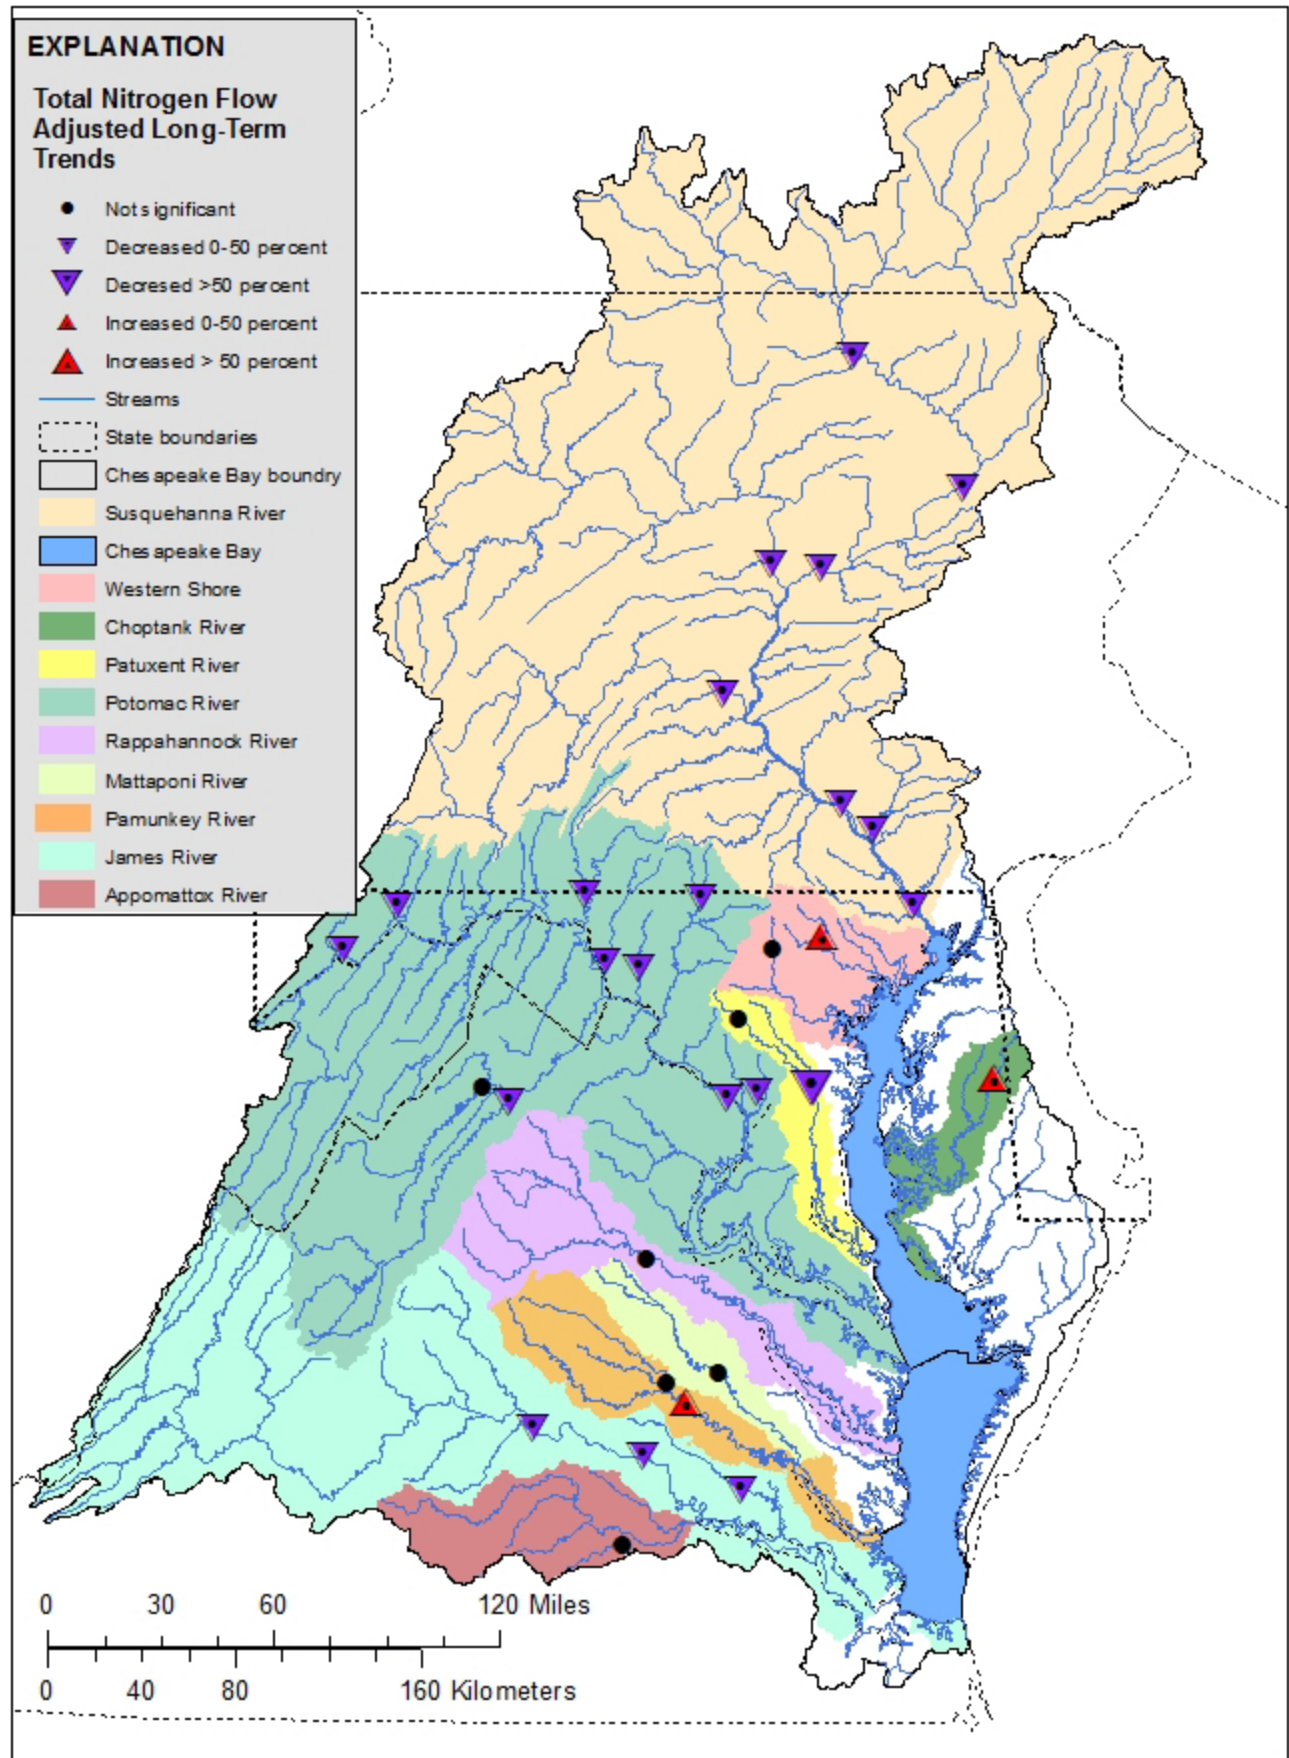 EXPLANATION
Total Nitrogen Flow
Adjusted Long-Term
Trends
Not significant
Decreased 0-50 percent
Decresed >50 percent
Increased 0-50 percent
Increased > 50 percent
Streams
State boundaries
Chesapeake Bay boundry
Susquehanna River
Chesapeake Bay
Western Shore
Choptank River
Patuxent River
Potomac River
Rappahannock River
Mattaponi River
Pamunkey River
James River
Appomattox River
0 30 60 120 Miles
0 40 80 160 Kilometers